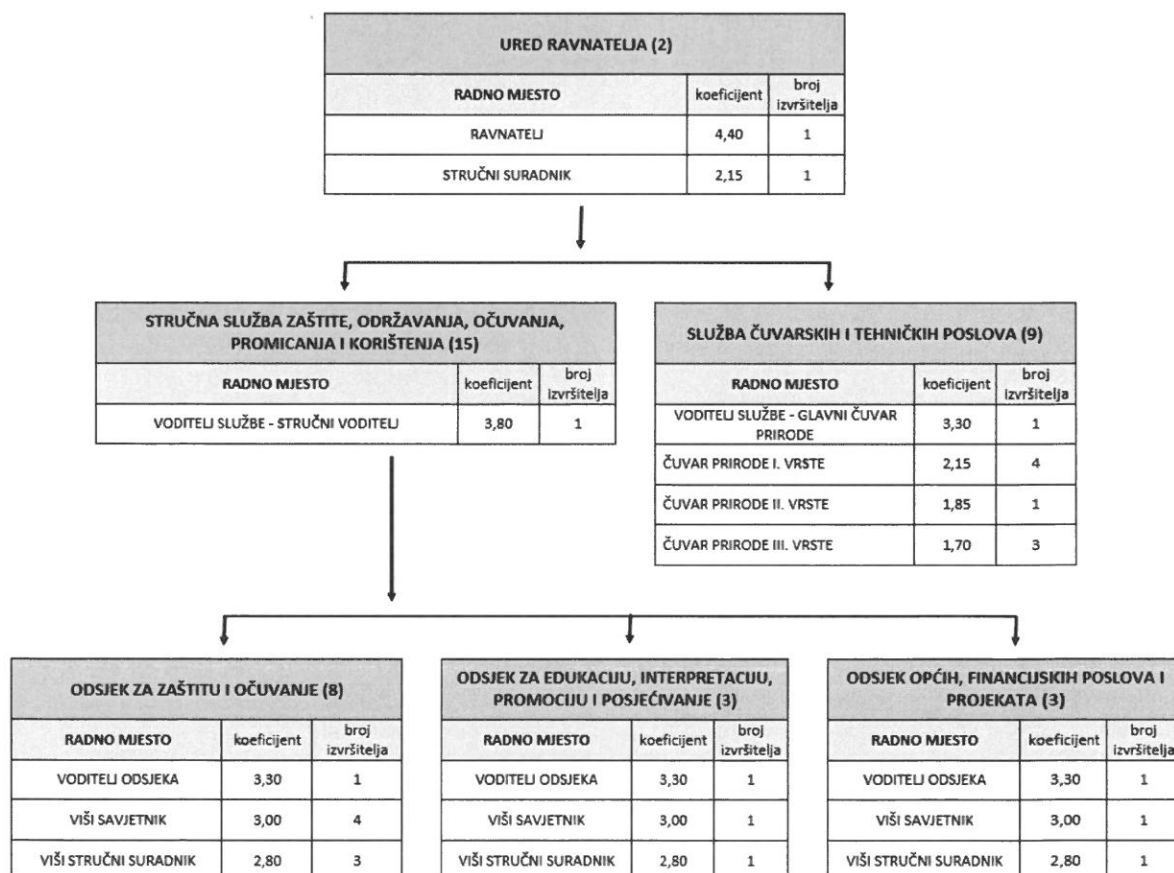 URED RAVNATELJA (2)
RADNO MJESTO koeficijent broj izvršitelja
RAVNATELJ 4,40 1
STRUČNI SURADNIK 2,15 1
STRUČNA SLUŽBA ZAŠTITE, ODRŽAVANJA, OČUVANJA,
PROMICANJA I KORIŠTENJA (15)
RADNO MJESTO koeficijent broj izvršitelja
VODITELJ SLUŽBE - STRUČNI VODITELJ 3,80 1
SLUŽBA ČUVARSKIH I TEHNIČKIH POSLOVA (9)
RADNO MJESTO koeficijent broj izvršitelja
VODITELJ SLUŽBE - GLAVNI ČUVAR
PRIRODE 3,30 1
ČUVAR PRIRODE I. VRSTE 2,15 4
ČUVAR PRIRODE II. VRSTE 1,85 1
ČUVAR PRIRODE III. VRSTE 1,70 3
ODSJEK ZA ZAŠTITU I OČUVANJE (8)
RADNO MJESTO koeficijent broj izvršitelja
VODITELJ ODSJEKA 3,30 1
VIŠI SAVJETNIK 3,00 4
VIŠI STRUČNI SURADNIK 2,80 3
ODSJEK ZA EDUKACIJU, INTERPRETACIJU,
PROMOCIJU I POSJEĆIVANJE (3)
RADNO MJESTO koeficijent broj izvršitelja
VODITELJ ODSJEKA 3,30 1
VIŠI SAVJETNIK 3,00 1
VIŠI STRUČNI SURADNIK 2,80 1
ODSJEK OPĆIH, FINANCIJSKIH POSLOVA I
PROJEKATA (3)
RADNO MJESTO koeficijent broj izvršitelja
VODITELJ ODSJEKA 3,30 1
VIŠI SAVJETNIK 3,00 1
VIŠI STRUČNI SURADNIK 2,80 1